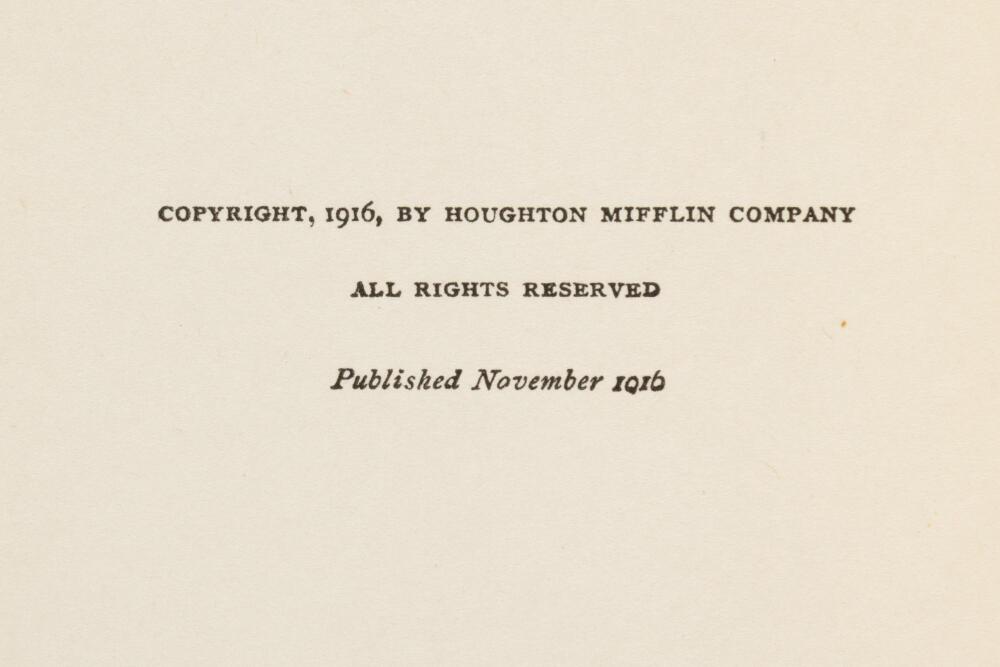 COPYRIGHT, 1916, BY HOUGHTON MIFFLIN COMPANY
ALL RIGHTS RESERVED
Published November 1916